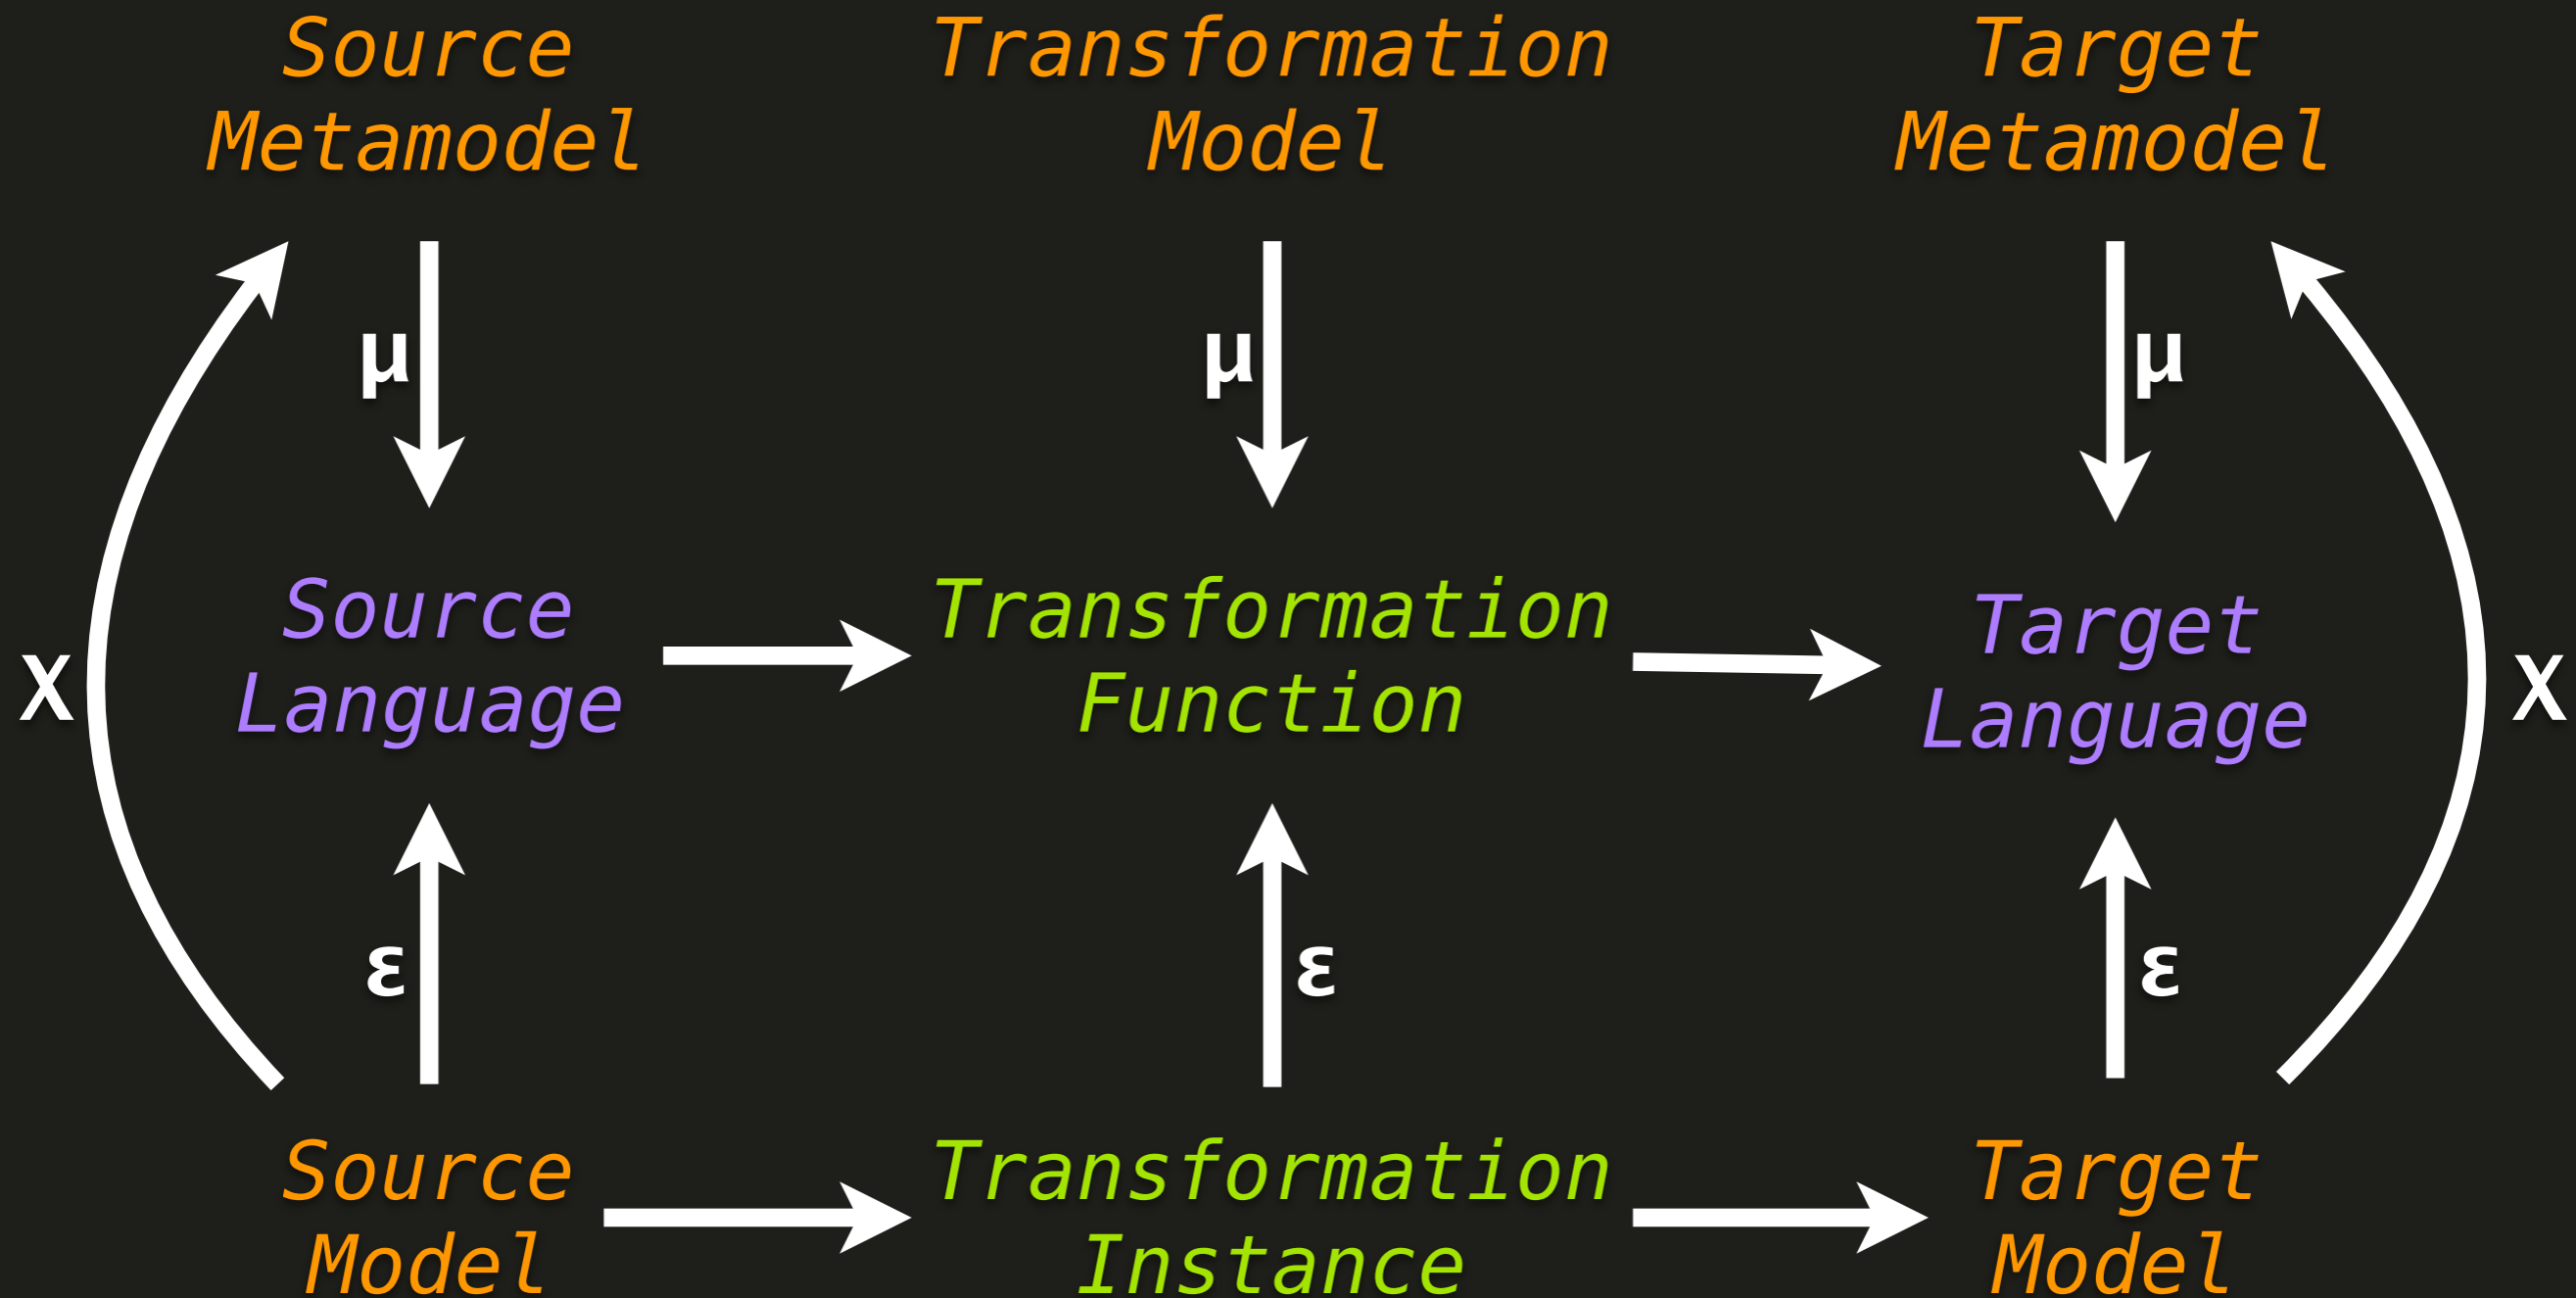 Source
Metamodel
Transformation
Model
Target
Metamodel
µ
µ
µ
X
Source
Language
Transformation
Function
Target
Language
X
ε
ε
ε
Source
Model
Transformation
Instance
Target
Model